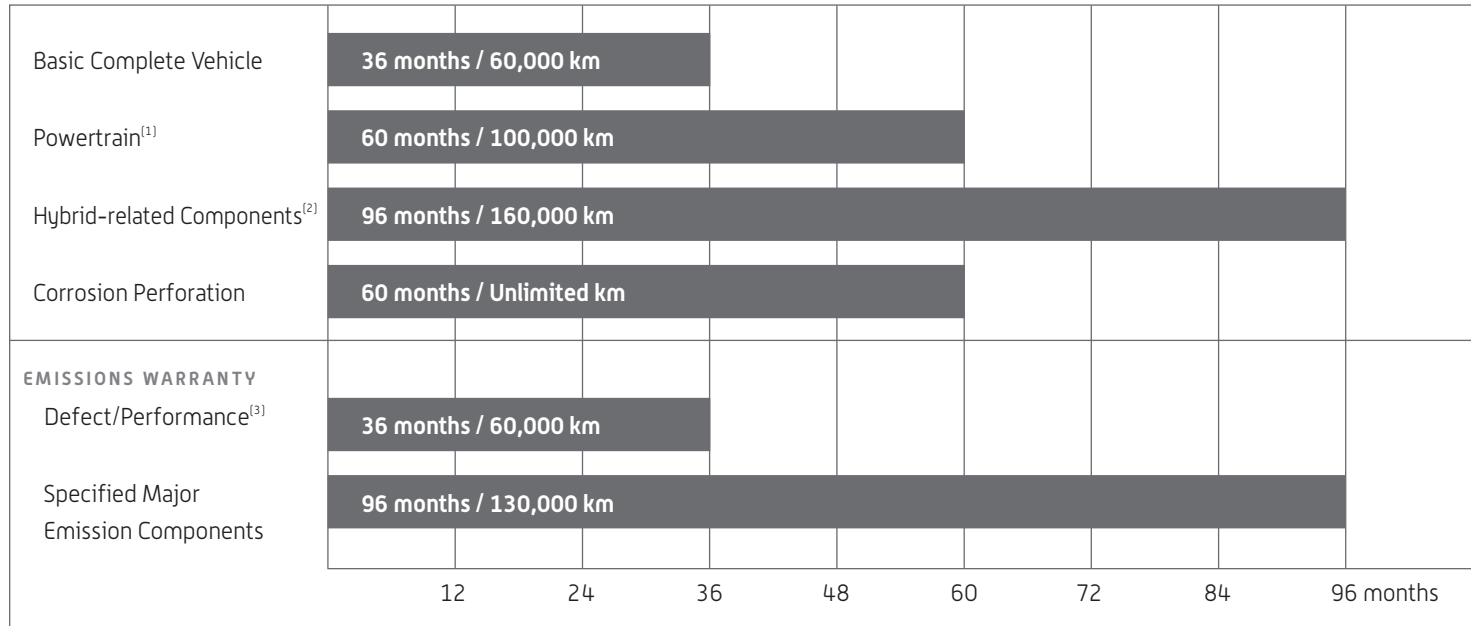 Basic Complete Vehicle 36 months / 60,000 km
Powertrain[1] 60 months / 100,000 km
Hybrid-related Components[2] 96 months / 160,000 km
Corrosion Perforation 60 months / Unlimited km
EMISSIONS WARRANTY
Defect/Performance[3] 36 months / 60,000 km
Specified Major
Emission Components
96 months / 130,000 km
12 24 36 48 60 72 84 96 months